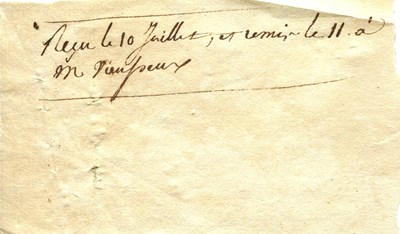 Reçu le 10 Juillet, et remis le 11 à
M Vieusseux